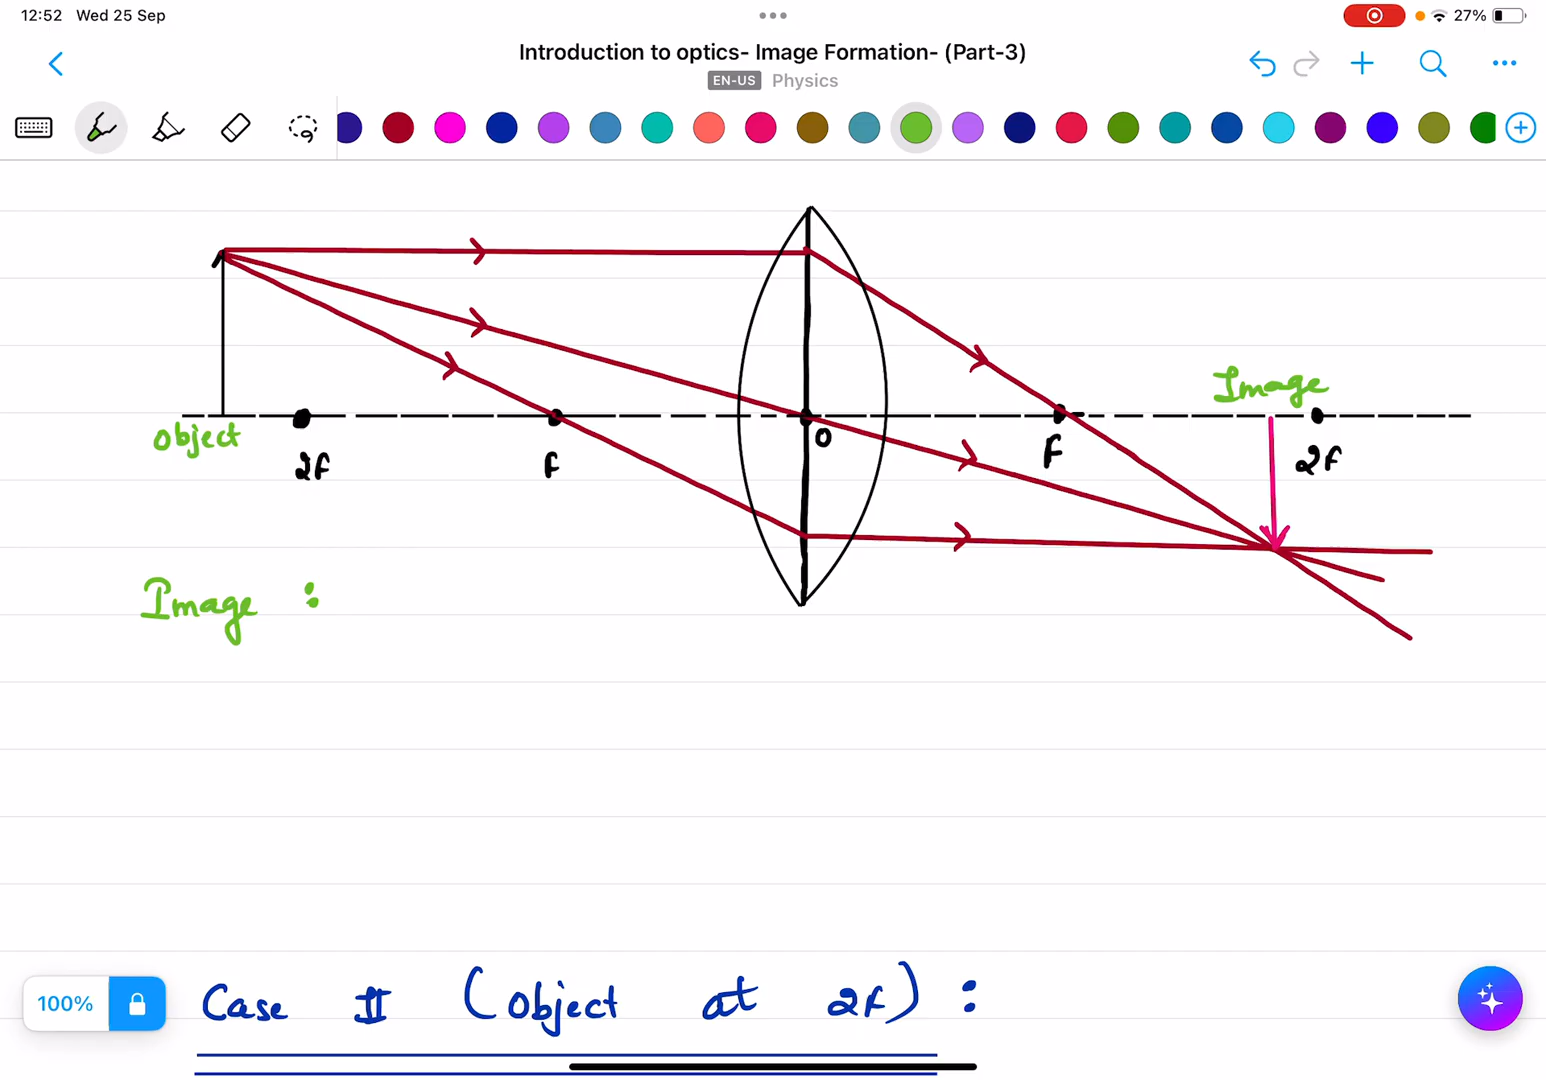 12:52 Wed 25 Sep
27%
Introduction to optics- Image Formation- (Part-3)
EN-US Physics
Image
object
O
F
2F
2F
F
Image :
100%
Case II (object at 2F) :